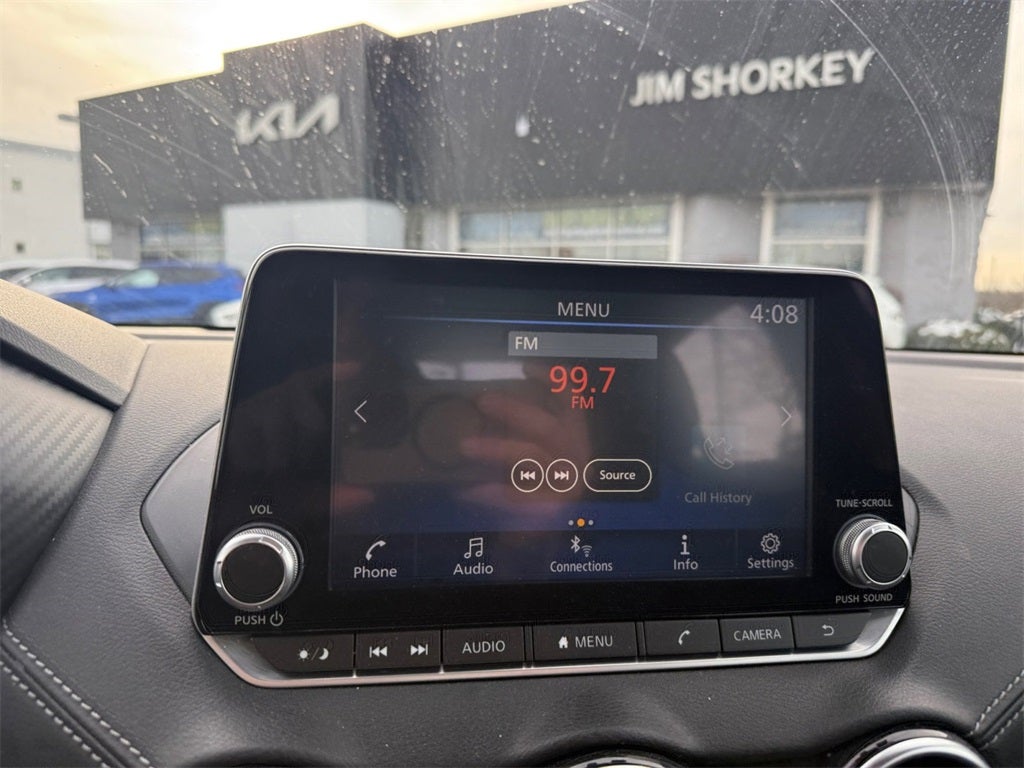 KIA
JIM SHORKEY
MENU
4:08
FM
99.7
FM
Source
Call History
Phone
Audio
Connections
Info
Settings
VOL
PUSH
TUNE·SCROLL
PUSH SOUND
AUDIO
MENU
CAMERA